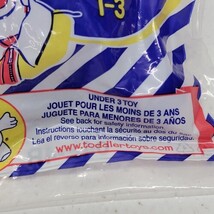 1-3
UNDER 3 TOY
JOUET POUR LES MOINS DE 3 ANS
JUGUETE PARA MENORES DE 3 AÑOS
See back for safety information
Instructions touchant la sécurité au dos du
Lea el reverso para información sobre seguridad
www.toddlertoys.com